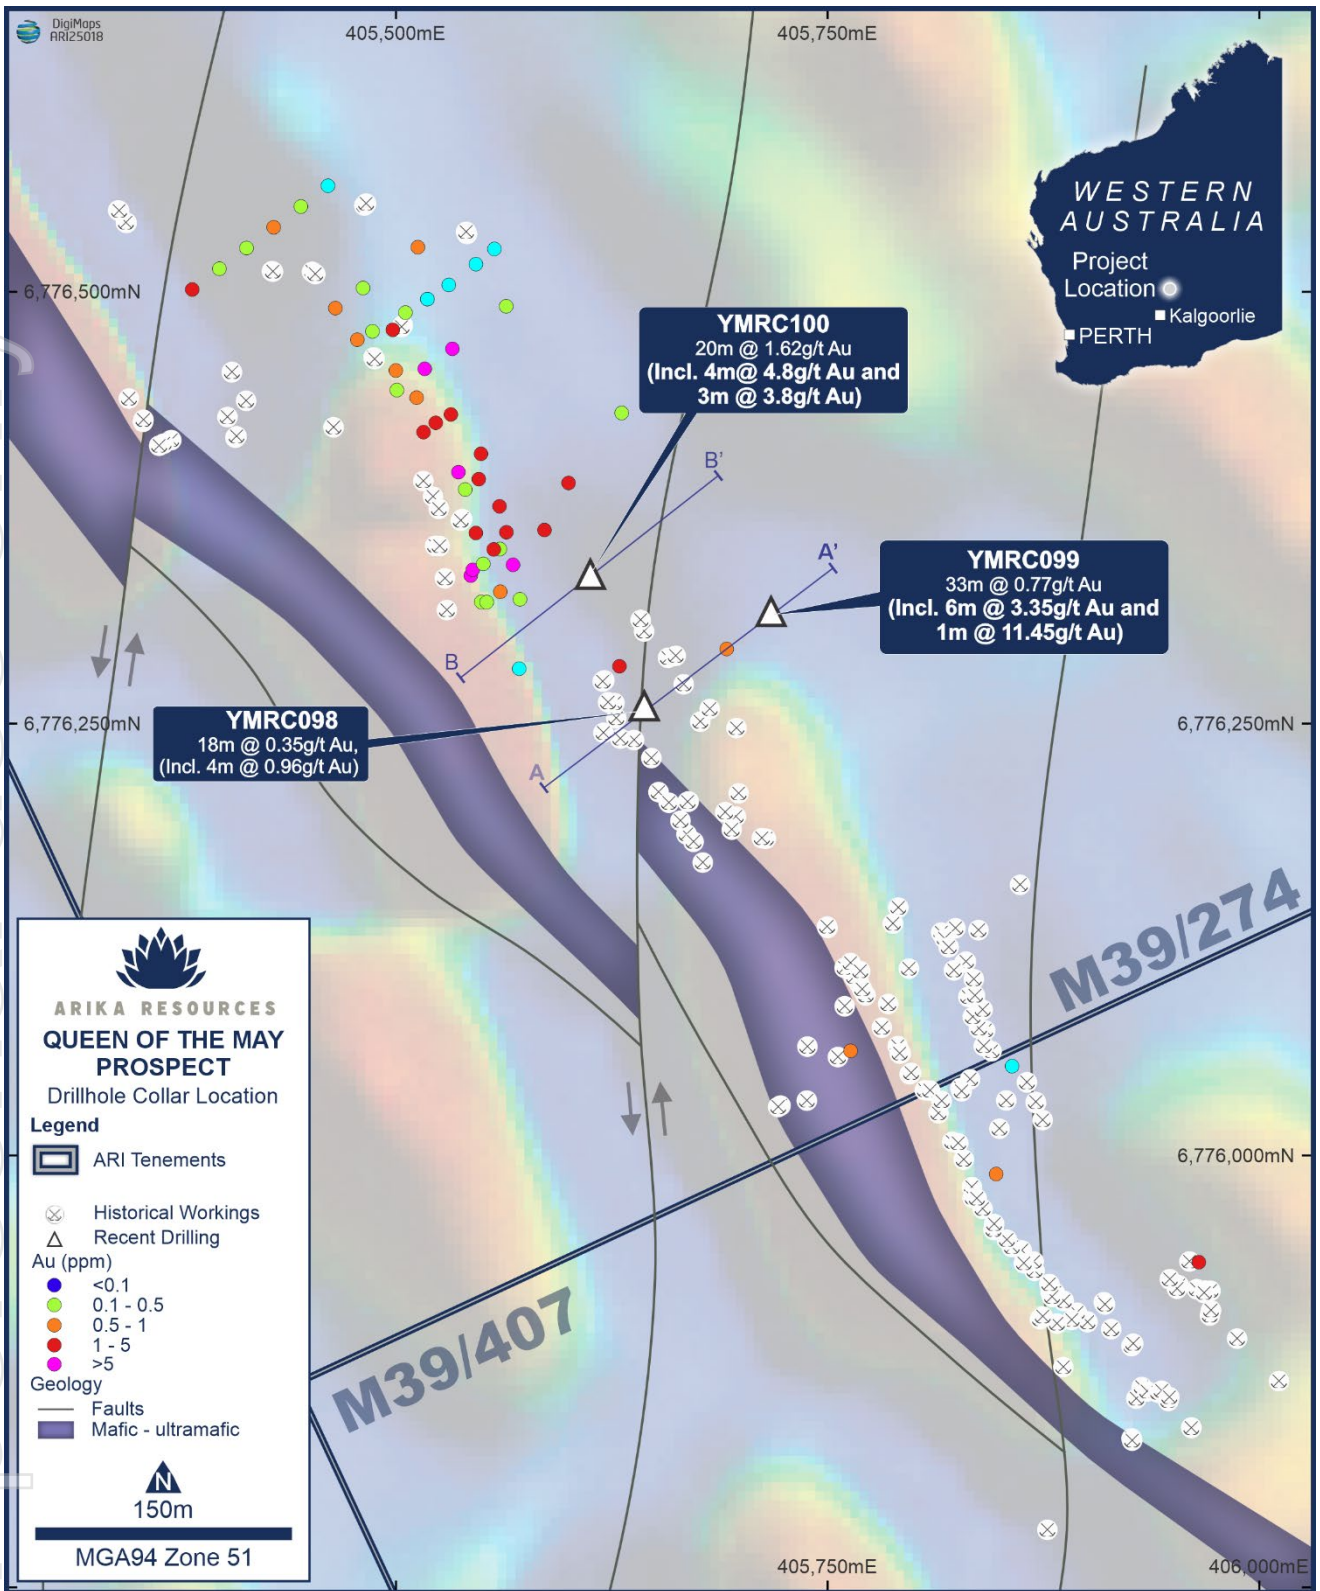 DigiMaps
ARI25018
405,500mE
405,750mE
WESTERN
AUSTRALIA
Project
Location
Kalgoorlie
PERTH
6,776,500mN
YMRC100
20m @ 1.62g/t Au
(Incl. 4m@ 4.8g/t Au and
3m @ 3.8g/t Au)
B'
A'
YMRC099
33m @ 0.77g/t Au
(Incl. 6m @ 3.35g/t Au and
1m @ 11.45g/t Au)
B
6,776,250mN
YMRC098
18m @ 0.35g/t Au,
(Incl. 4m @ 0.96g/t Au)
6,776,250mN
A
M39/274
ARIKA RESOURCES
QUEEN OF THE MAY
PROSPECT
Drillhole Collar Location
Legend
ARI Tenements
Historical Workings
Recent Drilling
Au (ppm)
<0.1
0.1 - 0.5
0.5 - 1
1 - 5
>5
Geology
Faults
Mafic - ultramafic
N
150m
MGA94 Zone 51
6,776,000mN
M39/407
405,750mE
406,000mE